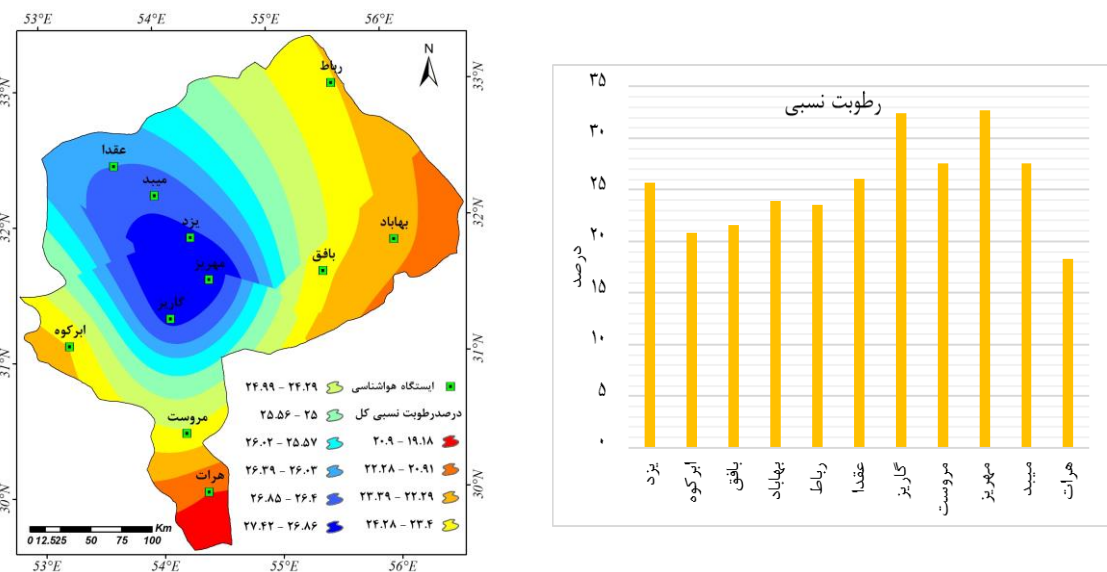 53°E 54°E 55°E 56°E
N
33°N 33°N
32°N 32°N
31°N 31°N
30°N 30°N
رباط
عقدا
میبد
یزد
بهاباد
مهریز
بافق
گاریز
ابرکوه
مروست
هرات
ایستگاه هواشناسی
درصدرطوبت نسبی کل
۲۰.۹ - ۱۹.۱۸
۲۲.۲۸ - ۲۰.۹۱
۲۳.۳۹ - ۲۲.۲۹
۲۴.۲۸ - ۲۳.۴
۲۴.۹۹ - ۲۴.۲۹
۲۵.۵۶ - ۲۵
۲۶.۰۲ - ۲۵.۵۷
۲۶.۳۹ - ۲۶.۰۳
۲۶.۸۵ - ۲۶.۴
۲۷.۴۲ - ۲۶.۸۶
Km
0 12.525 50 75 100
53°E 54°E 55°E 56°E
رطوبت نسبی
درصد
۳۵
۳۰
۲۵
۲۰
۱۵
۱۰
۵
۰
یزد
ابرکوه
بافق
بهاباد
رباط
عقدا
گاریز
مروست
مهریز
میبد
هرات